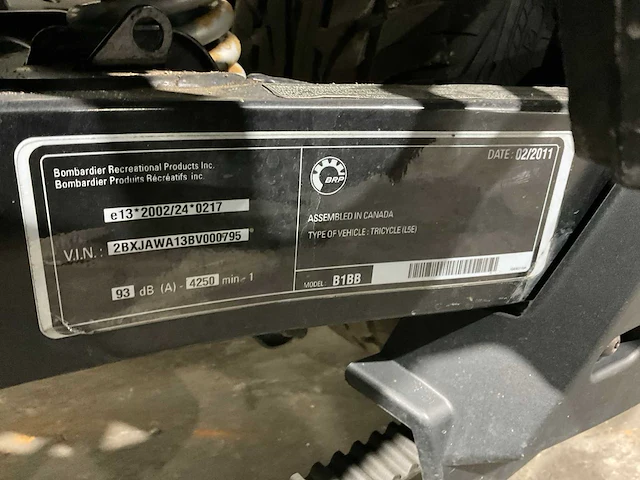 Bombardier Recreational Products Inc.
Bombardier Produits Récréatifs inc.
e13*2002/24*0217
V.I.N.: 2BXJAWA13BV000795
93 dB (A) - 4250 min - 1
DATE: 02/2011
BRP
ASSEMBLED IN CANADA
TYPE OF VEHICLE: TRICYCLE (L5E)
MODEL: B1BB